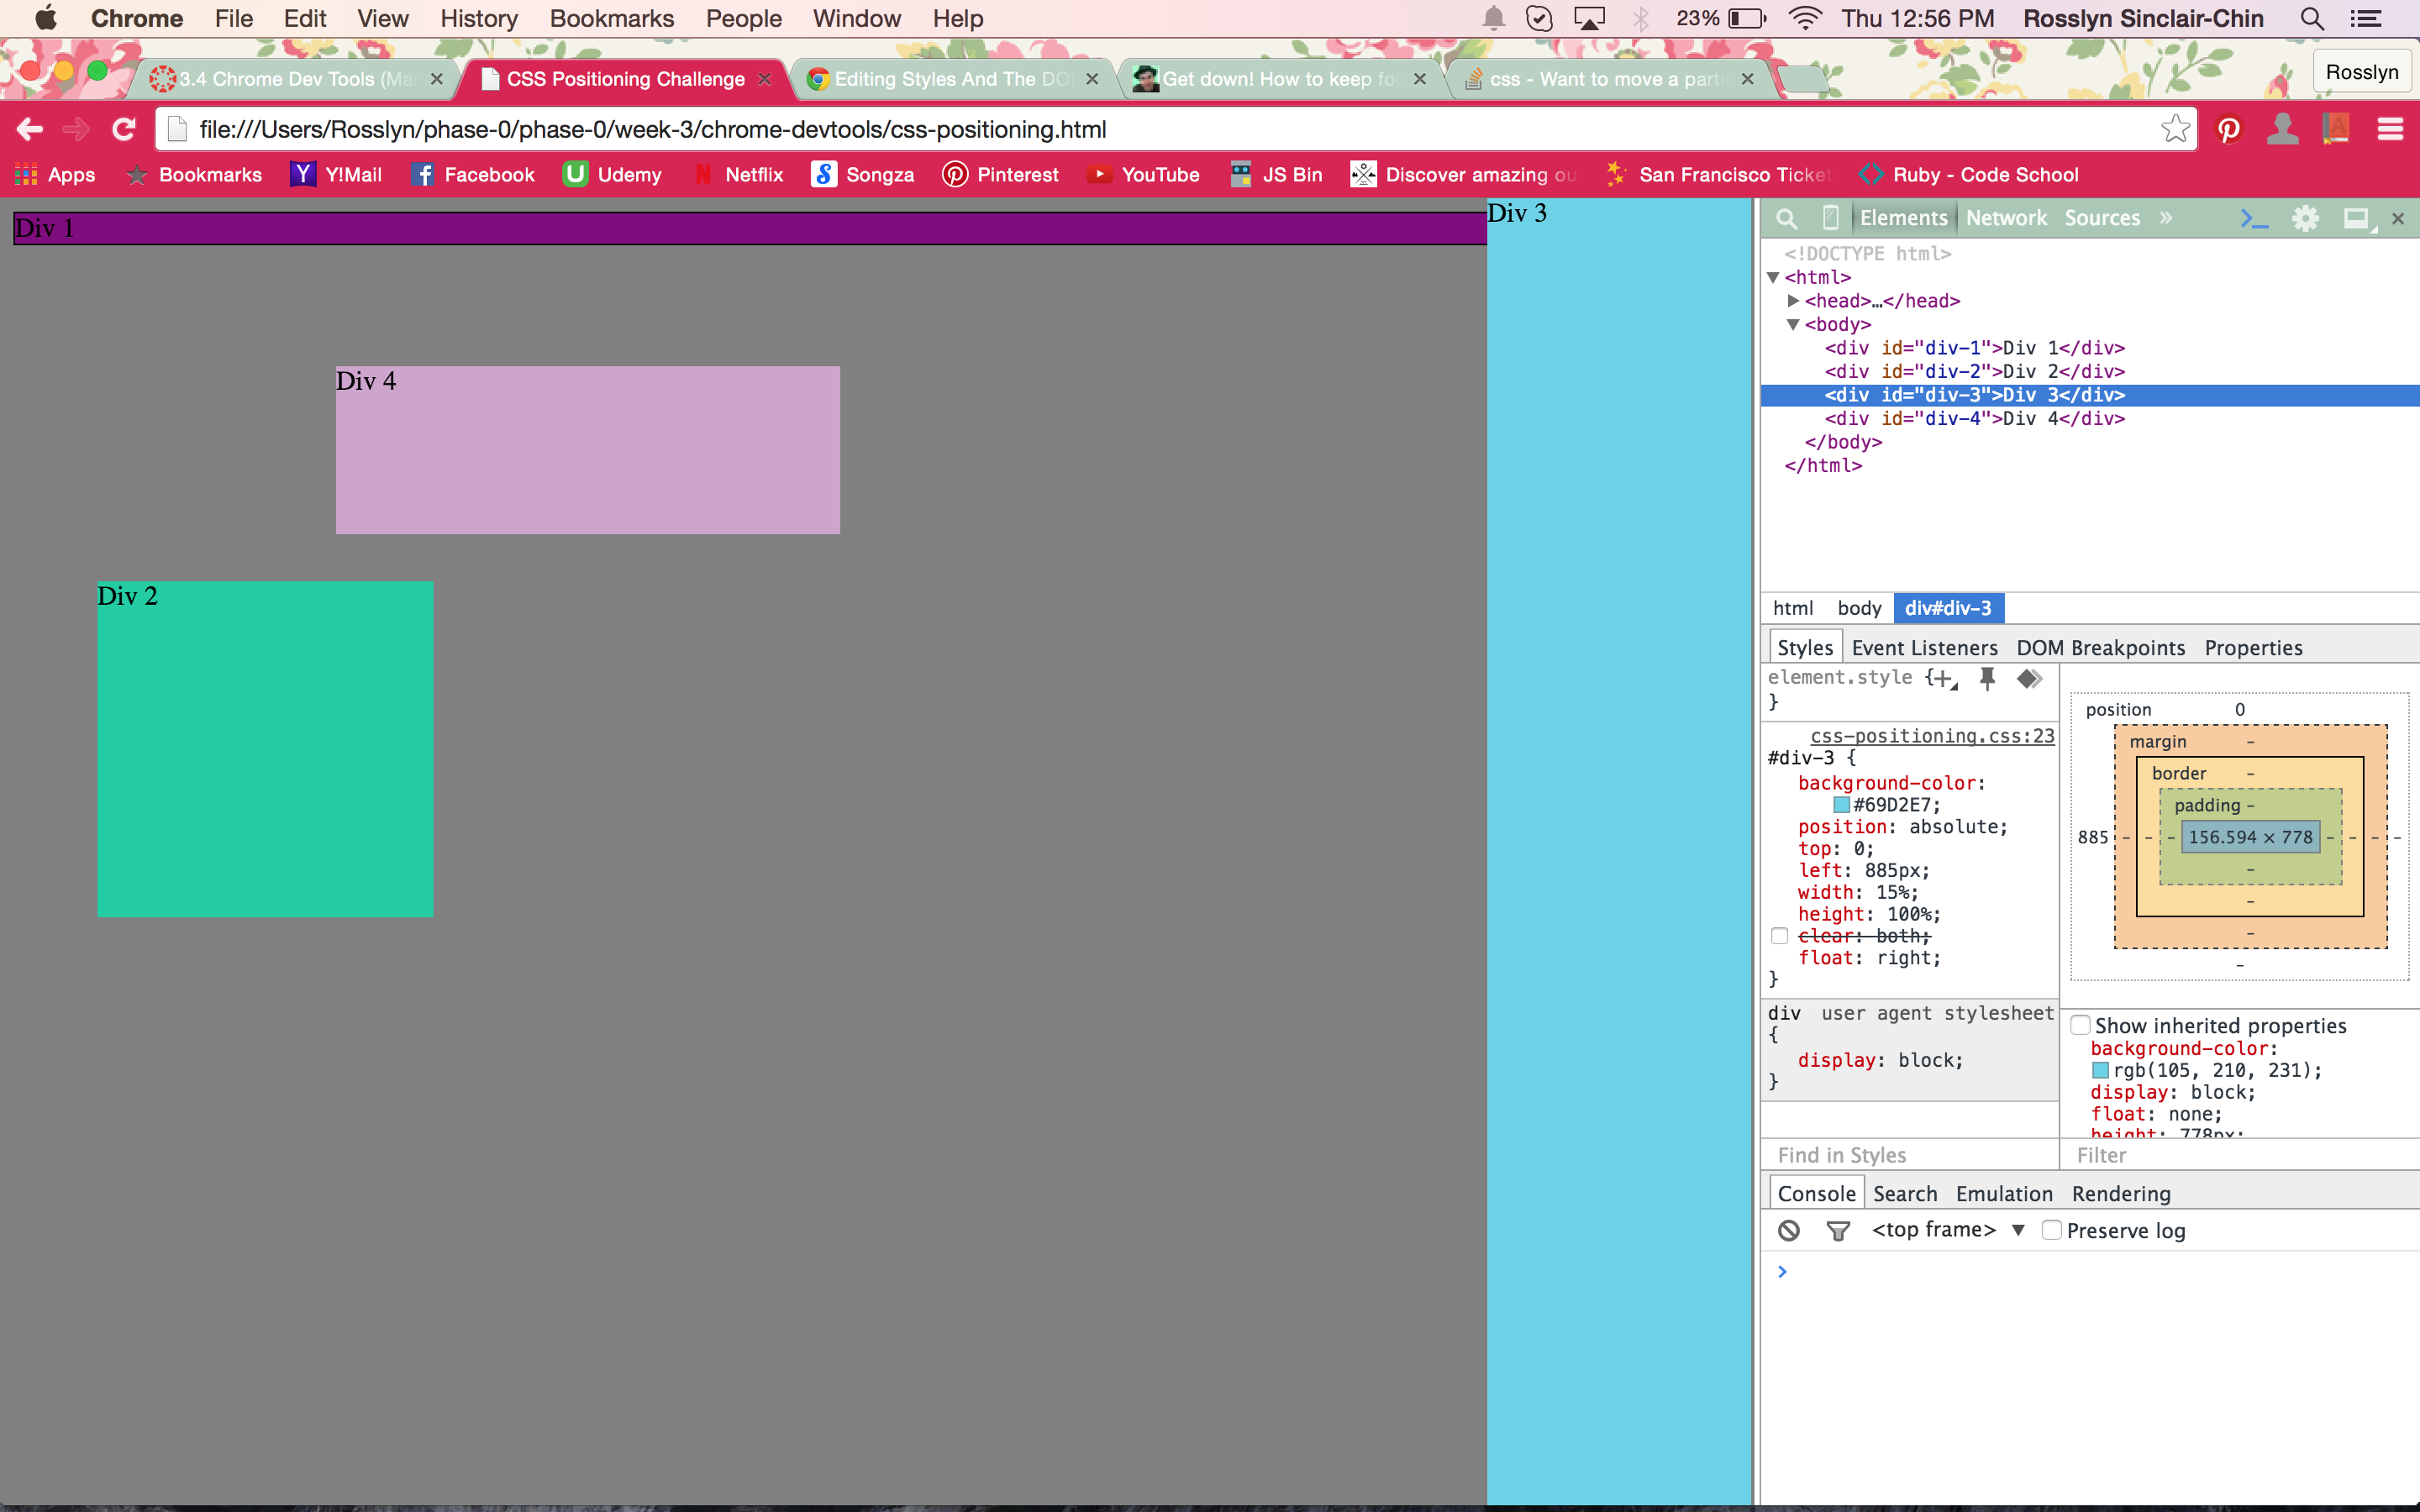 Chrome File Edit View History Bookmarks People Window Help 23% Thu 12:56 PM Rosslyn Sinclair-Chin
3.4 Chrome Dev Tools (Ma CSS Positioning Challenge Editing Styles And The DO Get down! How to keep fo css - Want to move a parti Rosslyn
file:///Users/Rosslyn/phase-0/phase-0/week-3/chrome-devtools/css-positioning.html
Apps Bookmarks Y!Mail Facebook Udemy Netflix Songza Pinterest YouTube JS Bin Discover amazing ou San Francisco Ticket Ruby - Code School
Div 1
Div 3
Div 4
Div 2
Elements Network Sources »
<!DOCTYPE html>
<html>
<head>…</head>
<body>
<div id="div-1">Div 1</div>
<div id="div-2">Div 2</div>
<div id="div-3">Div 3</div>
<div id="div-4">Div 4</div>
</body>
</html>
html body div#div-3
Styles Event Listeners DOM Breakpoints Properties
element.style {
}
css-positioning.css:23
#div-3 {
background-color:
#69D2E7;
position: absolute;
top: 0;
left: 885px;
width: 15%;
height: 100%;
clear: both;
float: right;
}
div user agent stylesheet
{
display: block;
}
Find in Styles
position 0
margin –
border –
padding –
885 – – – 156.594 × 778 – – – –
–
–
–
–
Show inherited properties
background-color:
rgb(105, 210, 231);
display: block;
float: none;
height: 778px;
Filter
Console Search Emulation Rendering
<top frame> ▼ Preserve log
>